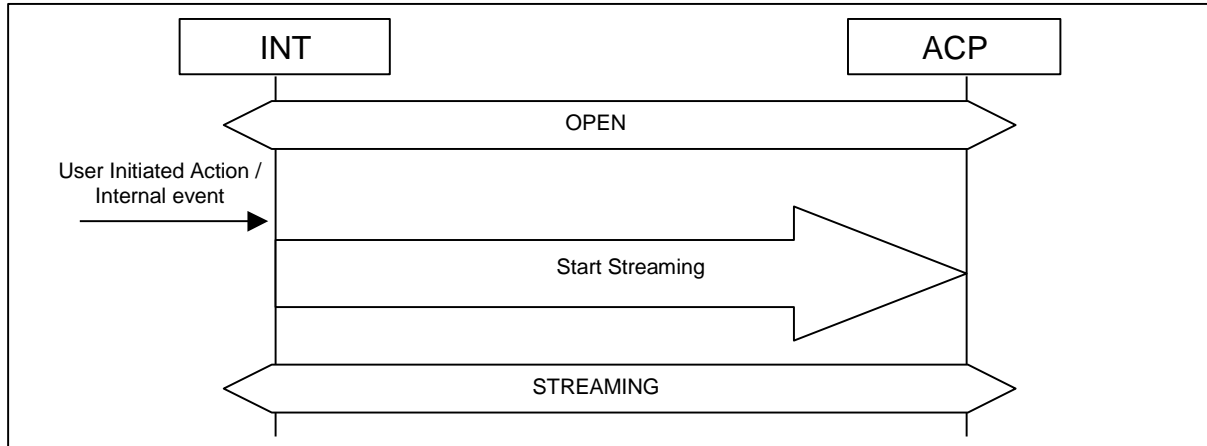 INT
ACP
OPEN
User Initiated Action /
Internal event
Start Streaming
STREAMING